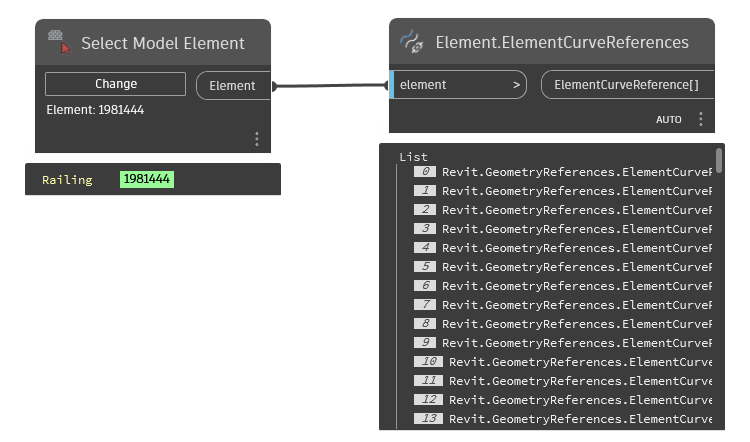 Select Model Element
Change
Element
Element: 1981444
Railing 1981444
Element.ElementCurveReferences
element >
ElementCurveReference[]
AUTO
List
0 Revit.GeometryReferences.ElementCurveR
1 Revit.GeometryReferences.ElementCurveR
2 Revit.GeometryReferences.ElementCurveR
3 Revit.GeometryReferences.ElementCurveR
4 Revit.GeometryReferences.ElementCurveR
5 Revit.GeometryReferences.ElementCurveR
6 Revit.GeometryReferences.ElementCurveR
7 Revit.GeometryReferences.ElementCurveR
8 Revit.GeometryReferences.ElementCurveR
9 Revit.GeometryReferences.ElementCurveR
10 Revit.GeometryReferences.ElementCurve
11 Revit.GeometryReferences.ElementCurve
12 Revit.GeometryReferences.ElementCurve
13 Revit.GeometryReferences.ElementCurve